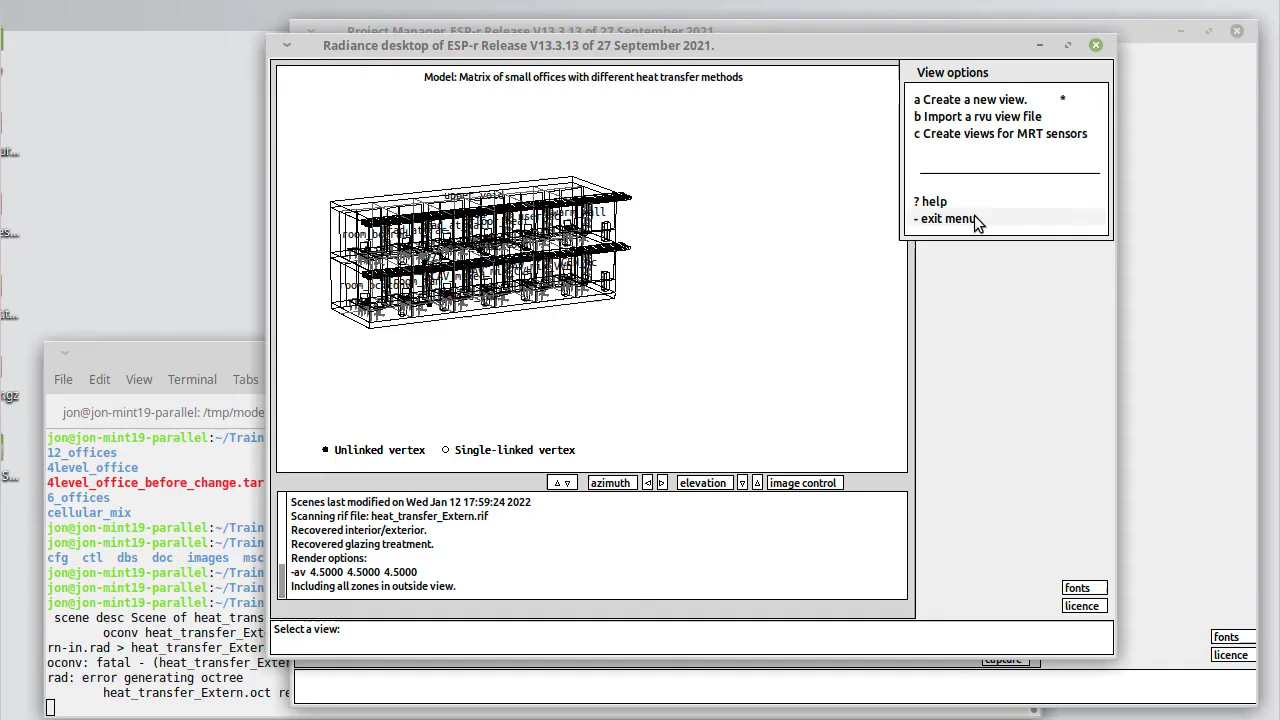 Project Manager ESP-r Release V13.3.13 of 27 September 2021.
Radiance desktop of ESP-r Release V13.3.13 of 27 September 2021.
Model: Matrix of small offices with different heat transfer methods
View options
a Create a new view. *
b Import a rvu view file
c Create views for MRT sensors
? help
- exit menu
upper_void
Unlinked vertex
Single-linked vertex
azimuth
elevation
image control
Scenes last modified on Wed Jan 12 17:59:24 2022
Scanning rif file: heat_transfer_Extern.rif
Recovered interior/exterior.
Recovered glazing treatment.
Render options:
-av 4.5000 4.5000 4.5000
Including all zones in outside view.
fonts
licence
Select a view:
capture
fonts
licence
File Edit View Terminal Tabs
jon@jon-mint19-parallel: /tmp/mode
jon@jon-mint19-parallel:~/Train
12_offices
4level_office
4level_office_before_change.tar
6_offices
cellular_mix
jon@jon-mint19-parallel:~/Train
jon@jon-mint19-parallel:~/Train
cfg ctl dbs doc images msc
jon@jon-mint19-parallel:~/Train
jon@jon-mint19-parallel:~/Train
jon@jon-mint19-parallel:~/Train
scene desc Scene of heat_trans
oconv heat_transfer_Ext
rn-in.rad > heat_transfer_Exter
oconv: fatal - (heat_transfer_Exter
rad: error generating octree
heat_transfer_Extern.oct re
ur...
s...
t...
gz
S...